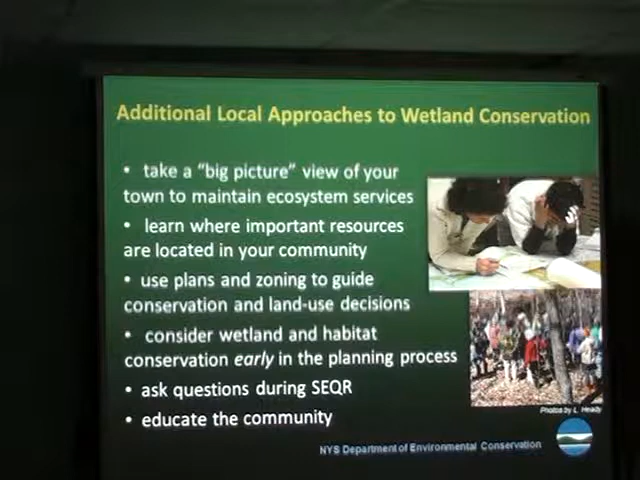 Additional Local Approaches to Wetland Conservation
• take a "big picture" view of your
town to maintain ecosystem services
• learn where important resources
are located in your community
• use plans and zoning to guide
conservation and land-use decisions
• consider wetland and habitat
conservation early in the planning process
• ask questions during SEQR
• educate the community
Photos by L. Heady
NYS Department of Environmental Conservation